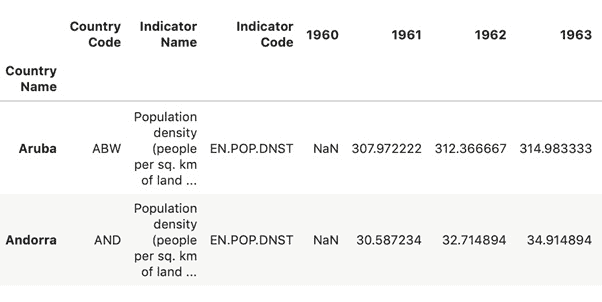 Country Code Indicator Name Indicator Code 1960 1961 1962 1963
Country Name
Aruba ABW Population density (people per sq. km of land ... EN.POP.DNST NaN 307.972222 312.366667 314.983333
Andorra AND Population density (people per sq. km of land ... EN.POP.DNST NaN 30.587234 32.714894 34.914894